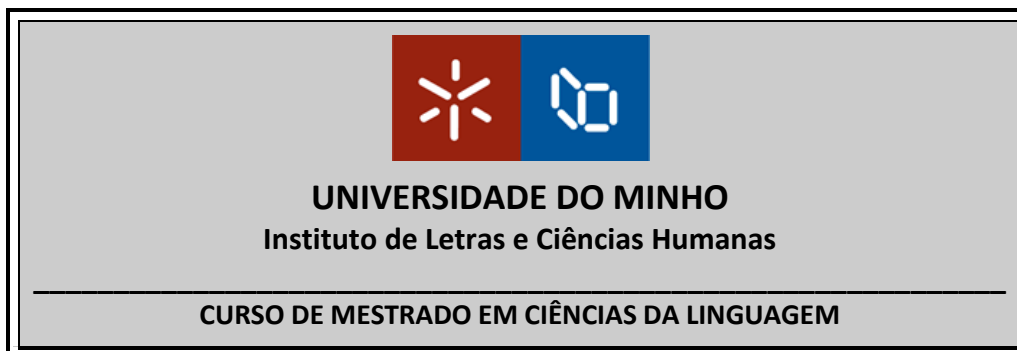 UNIVERSIDADE DO MINHO
Instituto de Letras e Ciências Humanas
CURSO DE MESTRADO EM CIÊNCIAS DA LINGUAGEM